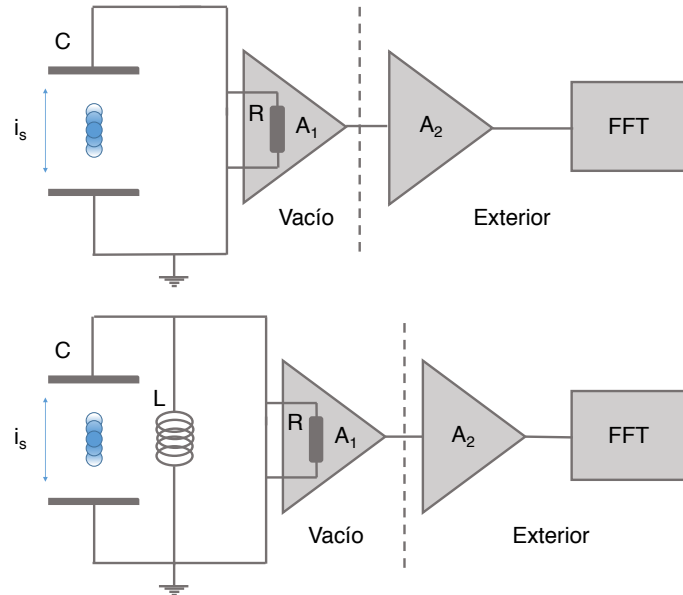 C
i_s
R
A_1
A_2
FFT
Vacío
Exterior
C
L
i_s
R
A_1
A_2
FFT
Vacío
Exterior